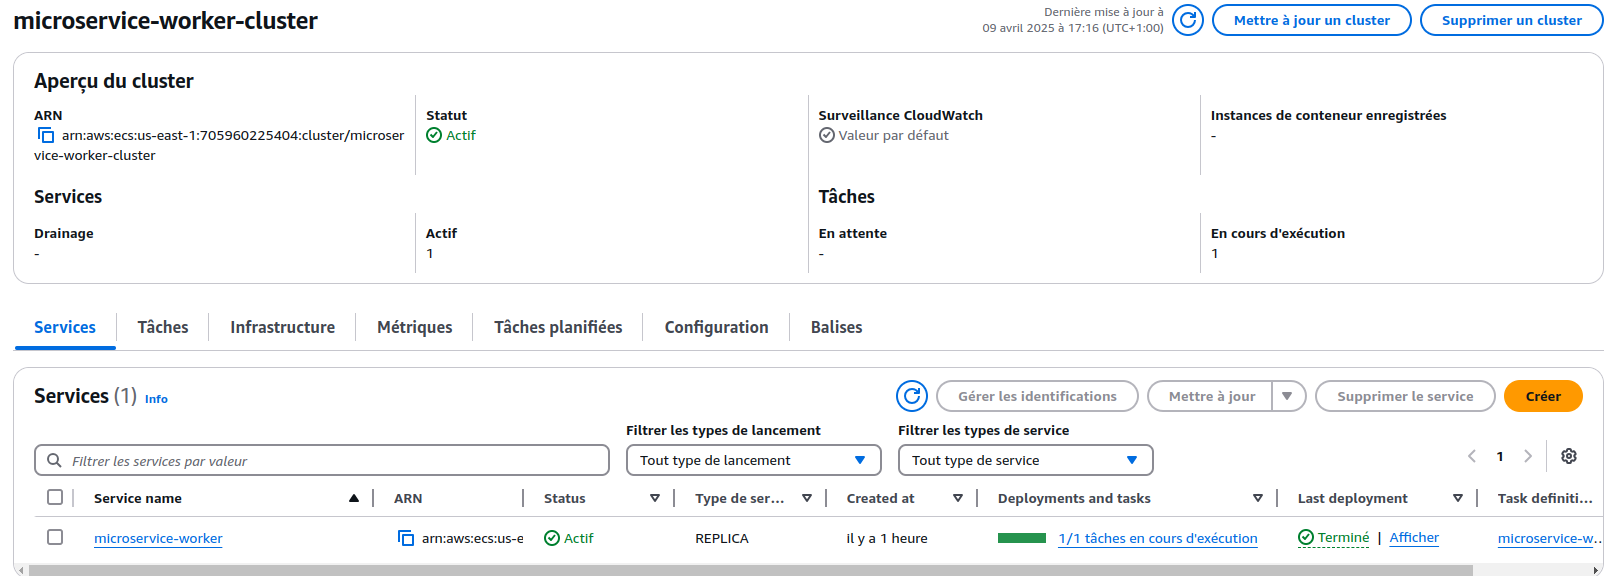 microservice-worker-cluster
Dernière mise à jour à
09 avril 2025 à 17:16 (UTC+1:00)
Mettre à jour un cluster
Supprimer un cluster
Aperçu du cluster
ARN
arn:aws:ecs:us-east-1:705960225404:cluster/microser
vice-worker-cluster
Statut
Actif
Surveillance CloudWatch
Valeur par défaut
Instances de conteneur enregistrées
-
Services
Tâches
Drainage
-
Actif
1
En attente
-
En cours d'exécution
1
Services
Tâches
Infrastructure
Métriques
Tâches planifiées
Configuration
Balises
Services (1) Info
Gérer les identifications
Mettre à jour
Supprimer le service
Créer
Filtrer les types de lancement
Filtrer les types de service
Filtrer les services par valeur
Tout type de lancement
Tout type de service
1
Service name
ARN
Status
Type de ser...
Created at
Deployments and tasks
Last deployment
Task definiti...
microservice-worker
arn:aws:ecs:us-e
Actif
REPLICA
il y a 1 heure
1/1 tâches en cours d'exécution
Terminé | Afficher
microservice-w...